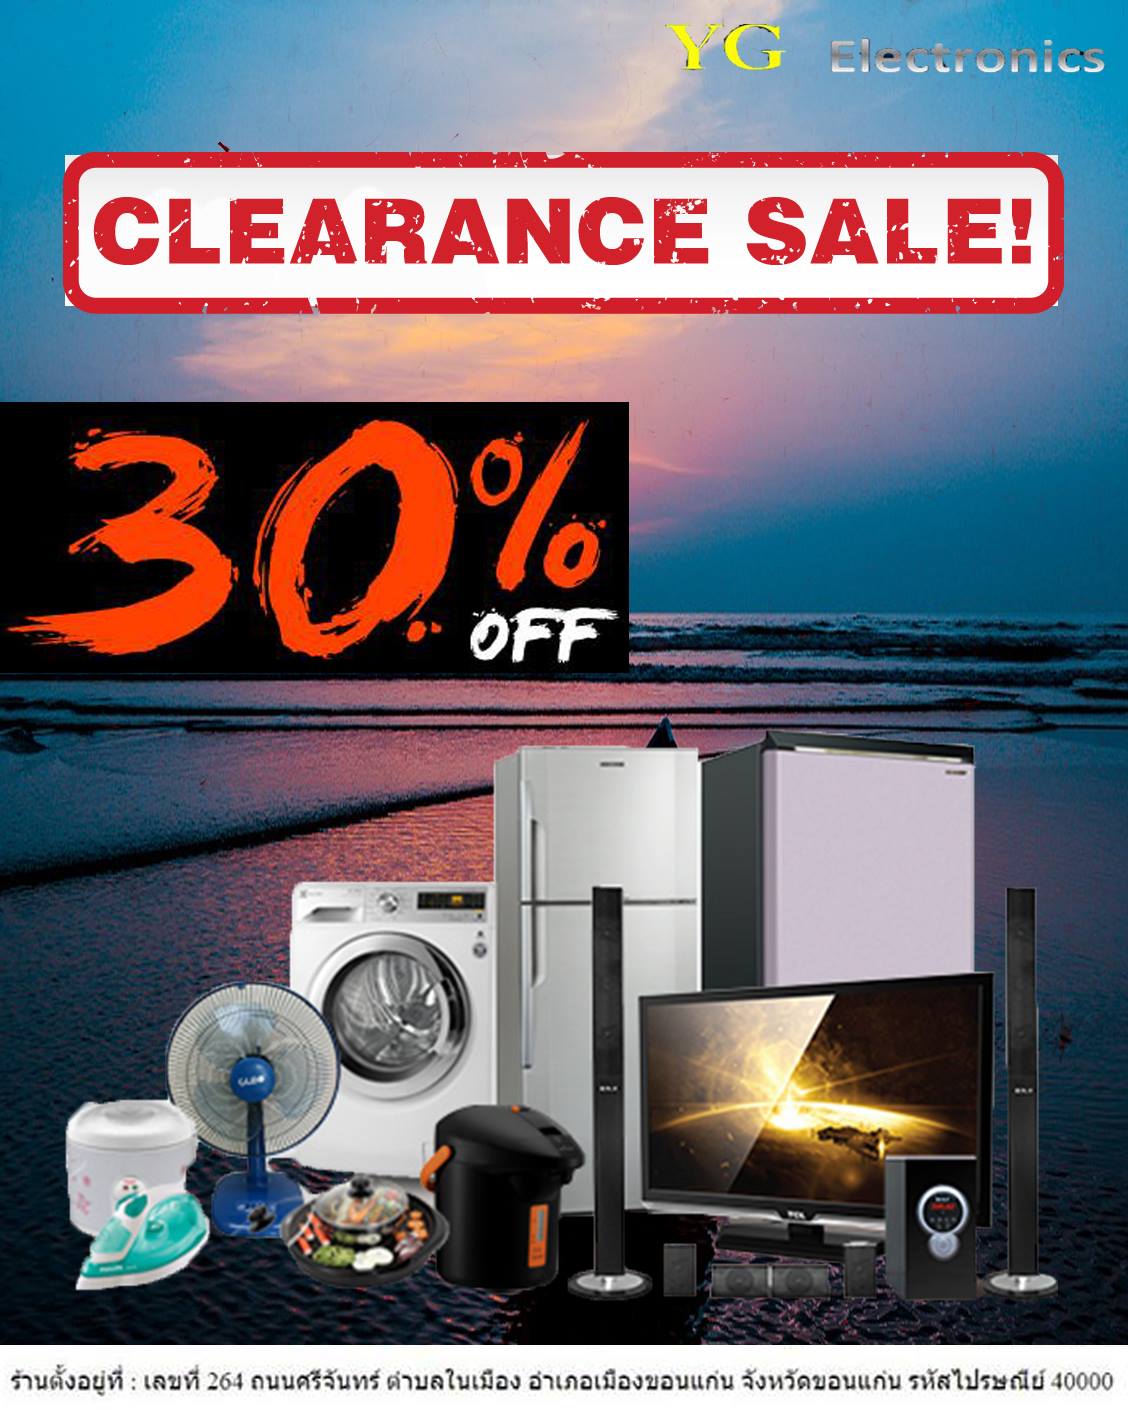 YG Electronics
CLEARANCE SALE!
30%
OFF
TCL
ร้านตั้งอยู่ที่ : เลขที่ 264 ถนนศรีจันทร์ ตำบลในเมือง อำเภอเมืองขอนแก่น จังหวัดขอนแก่น รหัสไปรษณีย์ 40000